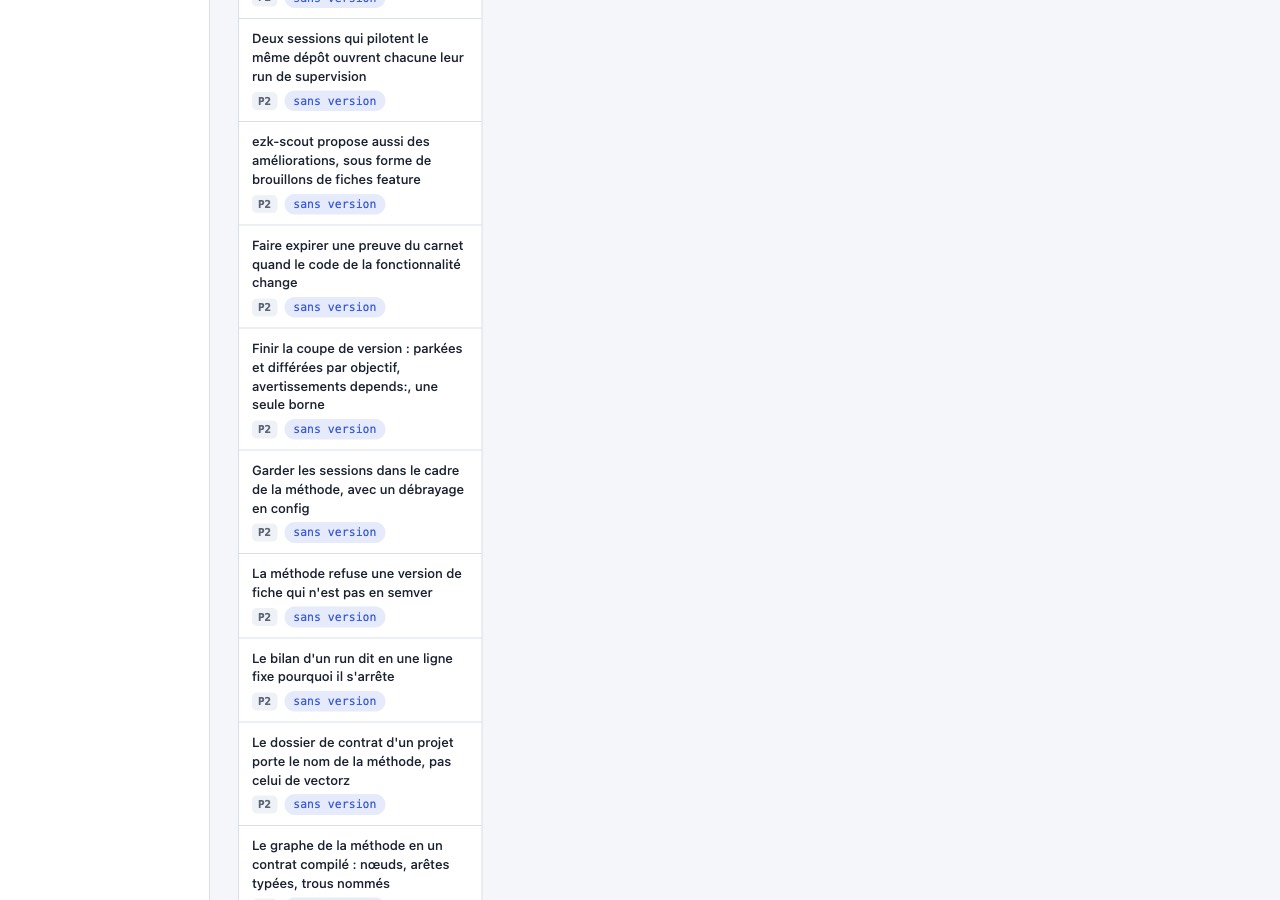 Deux sessions qui pilotent le
même dépôt ouvrent chacune leur
run de supervision
P2 sans version
ezk-scout propose aussi des
améliorations, sous forme de
brouillons de fiches feature
P2 sans version
Faire expirer une preuve du carnet
quand le code de la fonctionnalité
change
P2 sans version
Finir la coupe de version : parkées
et différées par objectif,
avertissements depends:, une
seule borne
P2 sans version
Garder les sessions dans le cadre
de la méthode, avec un débrayage
en config
P2 sans version
La méthode refuse une version de
fiche qui n'est pas en semver
P2 sans version
Le bilan d'un run dit en une ligne
fixe pourquoi il s'arrête
P2 sans version
Le dossier de contrat d'un projet
porte le nom de la méthode, pas
celui de vectorz
P2 sans version
Le graphe de la méthode en un
contrat compilé : nœuds, arêtes
typées, trous nommés